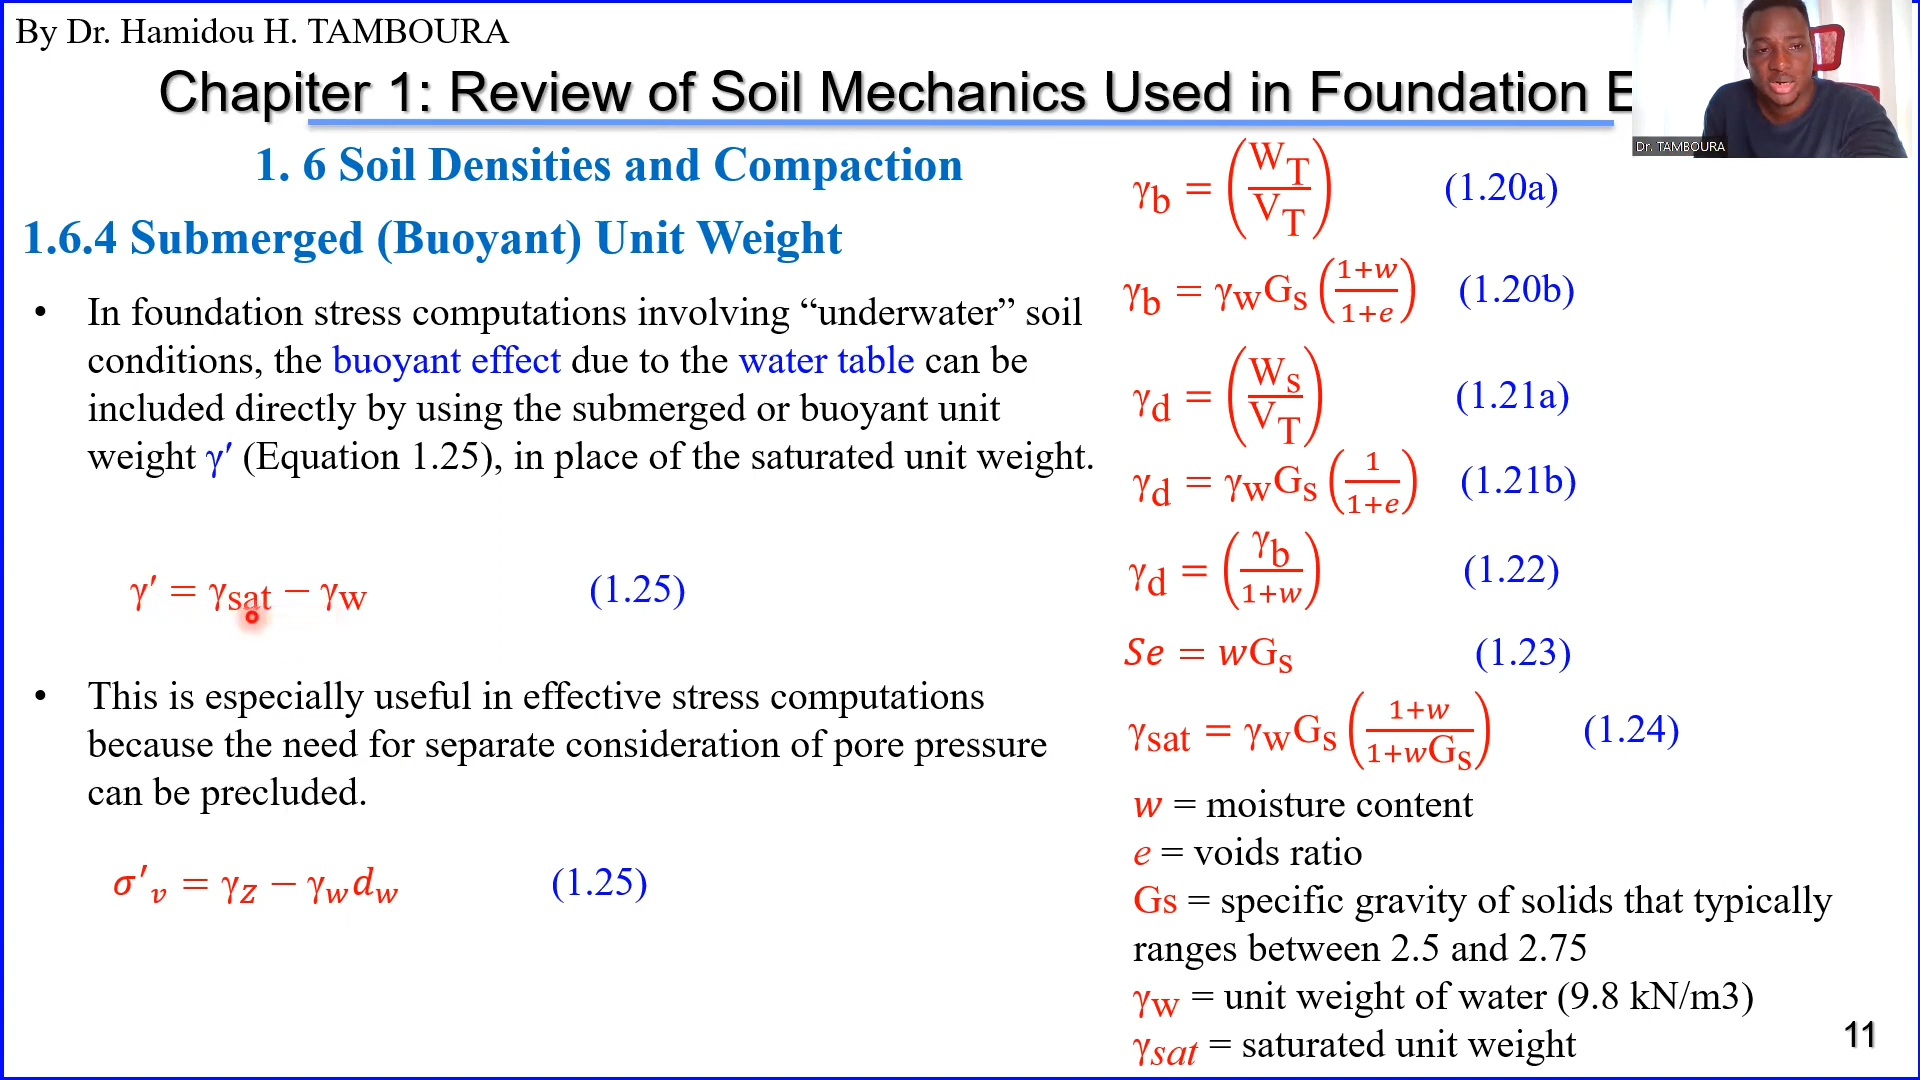 By Dr. Hamidou H. TAMBOURA
Chapiter 1: Review of Soil Mechanics Used in Foundation E
Dr. TAMBOURA
1. 6 Soil Densities and Compaction
1.6.4 Submerged (Buoyant) Unit Weight
• In foundation stress computations involving “underwater” soil
conditions, the buoyant effect due to the water table can be
included directly by using the submerged or buoyant unit
weight γ′ (Equation 1.25), in place of the saturated unit weight.
γ′ = γsat − γw (1.25)
• This is especially useful in effective stress computations
because the need for separate consideration of pore pressure
can be precluded.
σ′v = γz − γwdw (1.25)
γb = (WT/VT) (1.20a)
γb = γwGs (1+w/1+e) (1.20b)
γd = (Ws/VT) (1.21a)
γd = γwGs (1/1+e) (1.21b)
γd = (γb/1+w) (1.22)
Se = wGs (1.23)
γsat = γwGs (1+w/1+wGs) (1.24)
w = moisture content
e = voids ratio
Gs = specific gravity of solids that typically
ranges between 2.5 and 2.75
γw = unit weight of water (9.8 kN/m3)
γsat = saturated unit weight
11